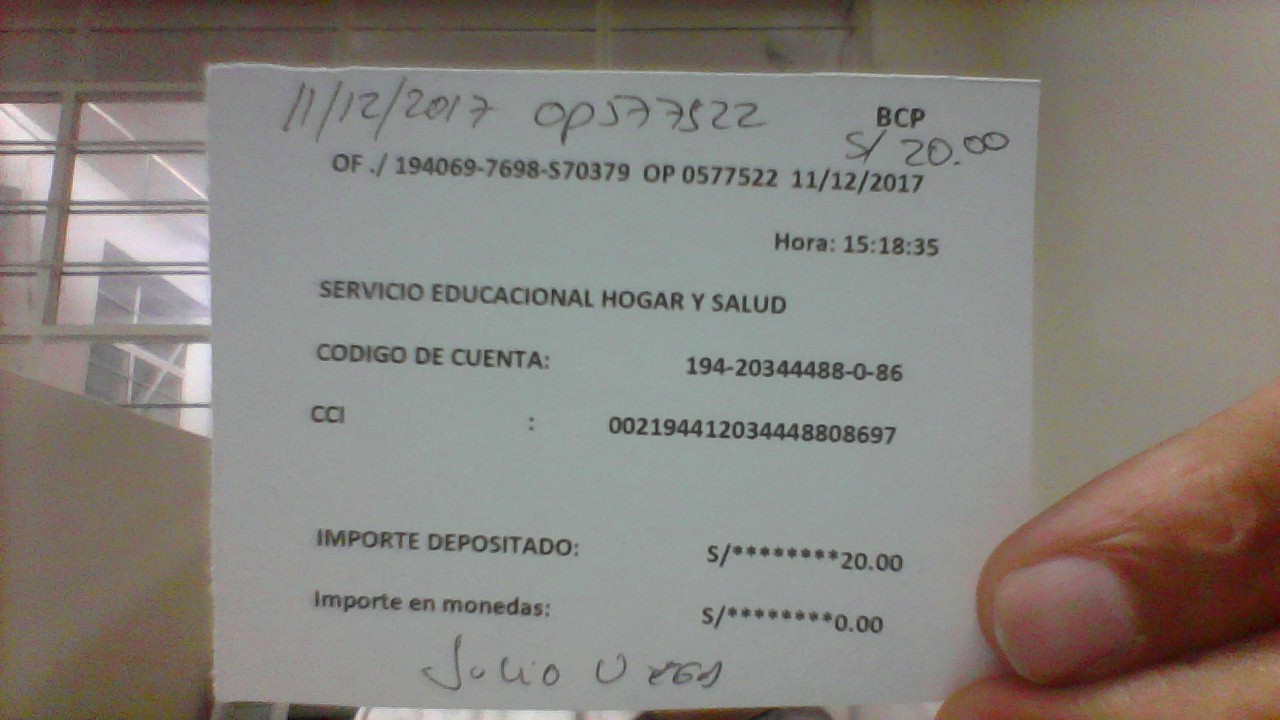 11/12/2017 OP577522 BCP
S/ 20.00
OF ./ 194069-7698-S70379 OP 0577522 11/12/2017
Hora: 15:18:35
SERVICIO EDUCACIONAL HOGAR Y SALUD
CODIGO DE CUENTA: 194-20344488-0-86
CCI : 002194412034448808697
IMPORTE DEPOSITADO: S/********20.00
Importe en monedas: S/********0.00
Julio